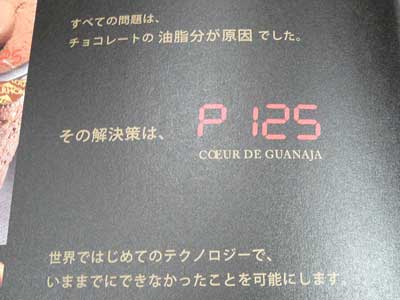 すべての問題は、
チョコレートの 油脂分が原因 でした。
その解決策は、 P 125
CŒUR DE GUANAJA
世界ではじめてのテクノロジーで、
いままでにできなかったことを可能にします。